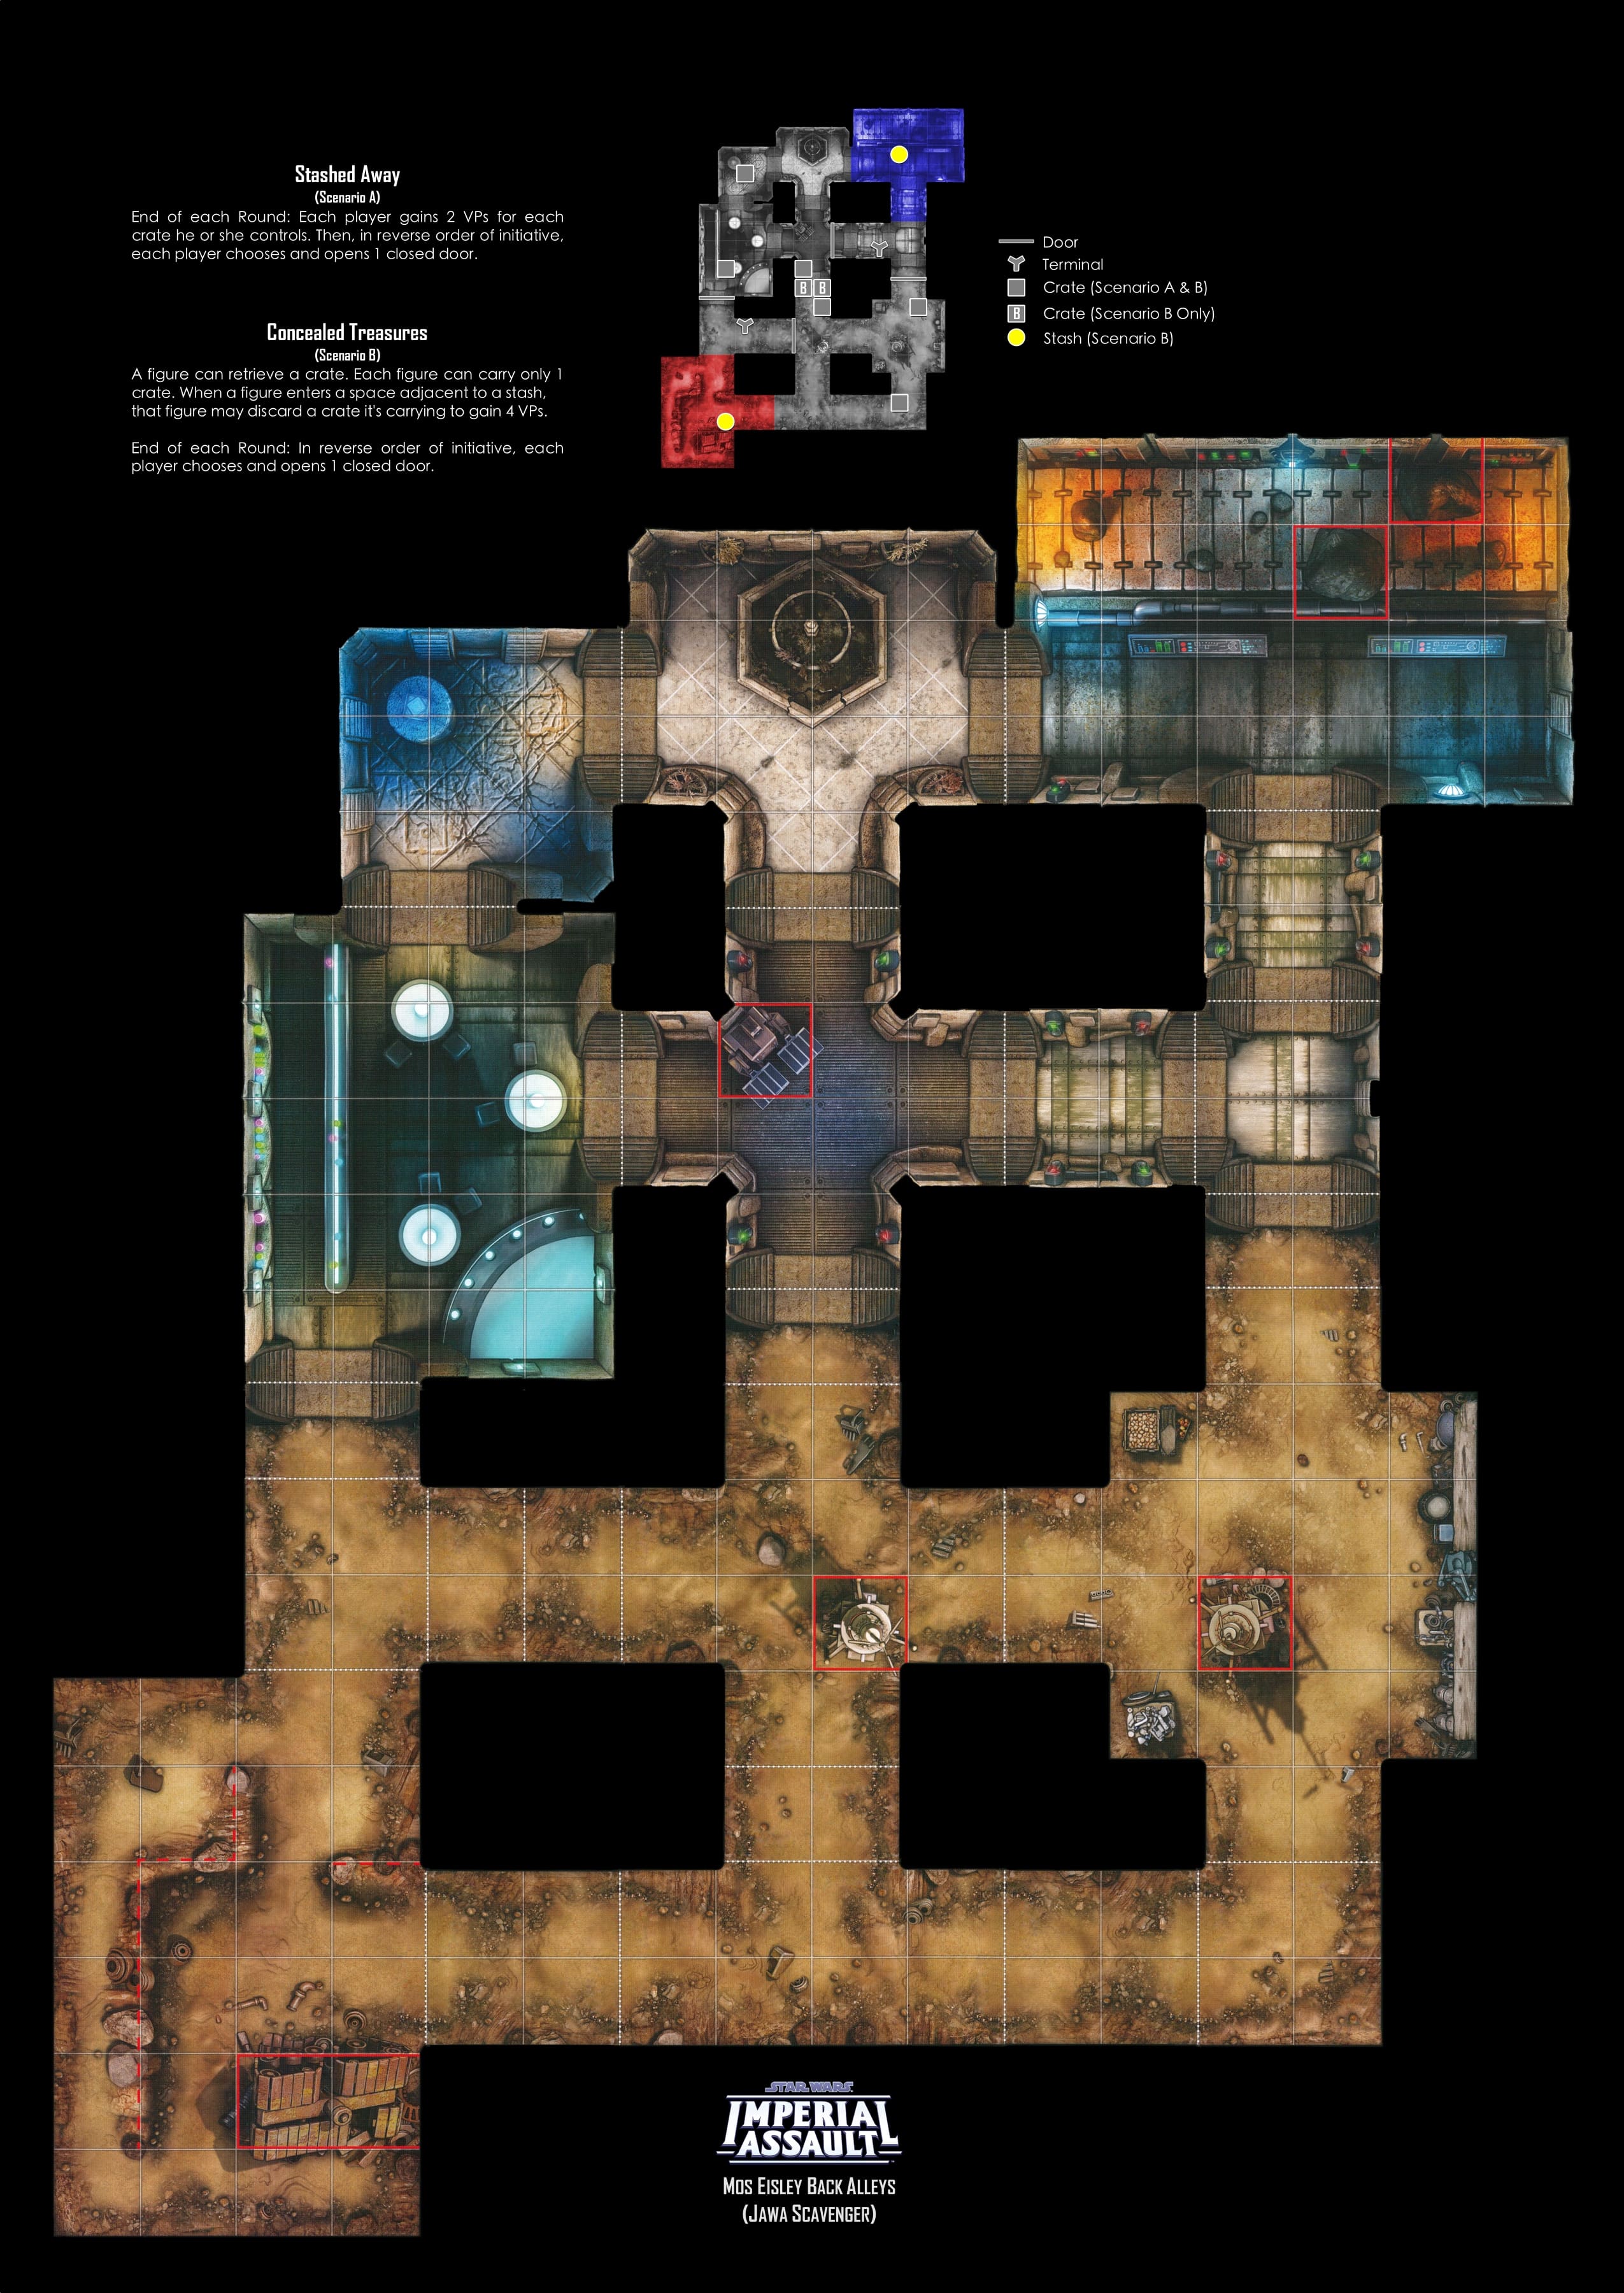 Stashed Away
(Scenario A)
End of each Round: Each player gains 2 VPs for each
crate he or she controls. Then, in reverse order of initiative,
each player chooses and opens 1 closed door.
Concealed Treasures
(Scenario B)
A figure can retrieve a crate. Each figure can carry only 1
crate. When a figure enters a space adjacent to a stash,
that figure may discard a crate it's carrying to gain 4 VPs.
End of each Round: In reverse order of initiative, each
player chooses and opens 1 closed door.
B B
Door
Terminal
Crate (Scenario A & B)
B Crate (Scenario B Only)
Stash (Scenario B)
STAR WARS
IMPERIAL
ASSAULT
MOS EISLEY BACK ALLEYS
(JAWA SCAVENGER)